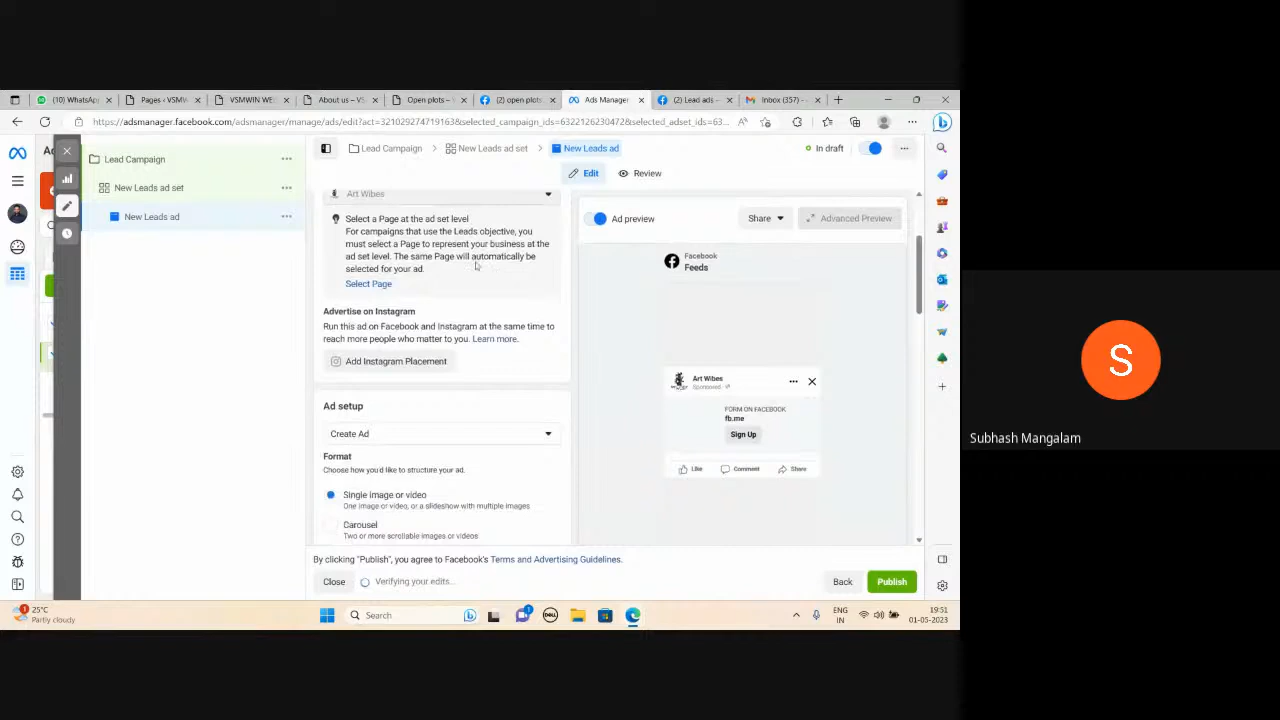 (10) WhatsApp
Pages ‹ VSMW
VSMWIN WE
About us – VS
Open plots – V
(2) open plots
Ads Manager
(2) Lead ads –
Inbox (357) –
https://adsmanager.facebook.com/adsmanager/manage/ads/edit?act=321029274719163&selected_campaign_ids=6322126230472&selected_adset_ids=63...
Lead Campaign
New Leads ad set
New Leads ad
Lead Campaign
New Leads ad set
New Leads ad
In draft
Edit
Review
Art Wibes
Select a Page at the ad set level
For campaigns that use the Leads objective, you
must select a Page to represent your business at the
ad set level. The same Page will automatically be
selected for your ad.
Select Page
Advertise on Instagram
Run this ad on Facebook and Instagram at the same time to
reach more people who matter to you. Learn more.
Add Instagram Placement
Ad setup
Create Ad
Format
Choose how you'd like to structure your ad.
Single image or video
One image or video, or a slideshow with multiple images
Carousel
Two or more scrollable images or videos
Ad preview
Share
Advanced Preview
Facebook
Feeds
Art Wibes
Sponsored
FORM ON FACEBOOK
fb.me
Sign Up
Like
Comment
Share
By clicking "Publish", you agree to Facebook's Terms and Advertising Guidelines.
Close
Verifying your edits...
Back
Publish
25°C
Partly cloudy
Search
ENG
IN
19:51
01-05-2023
S
Subhash Mangalam